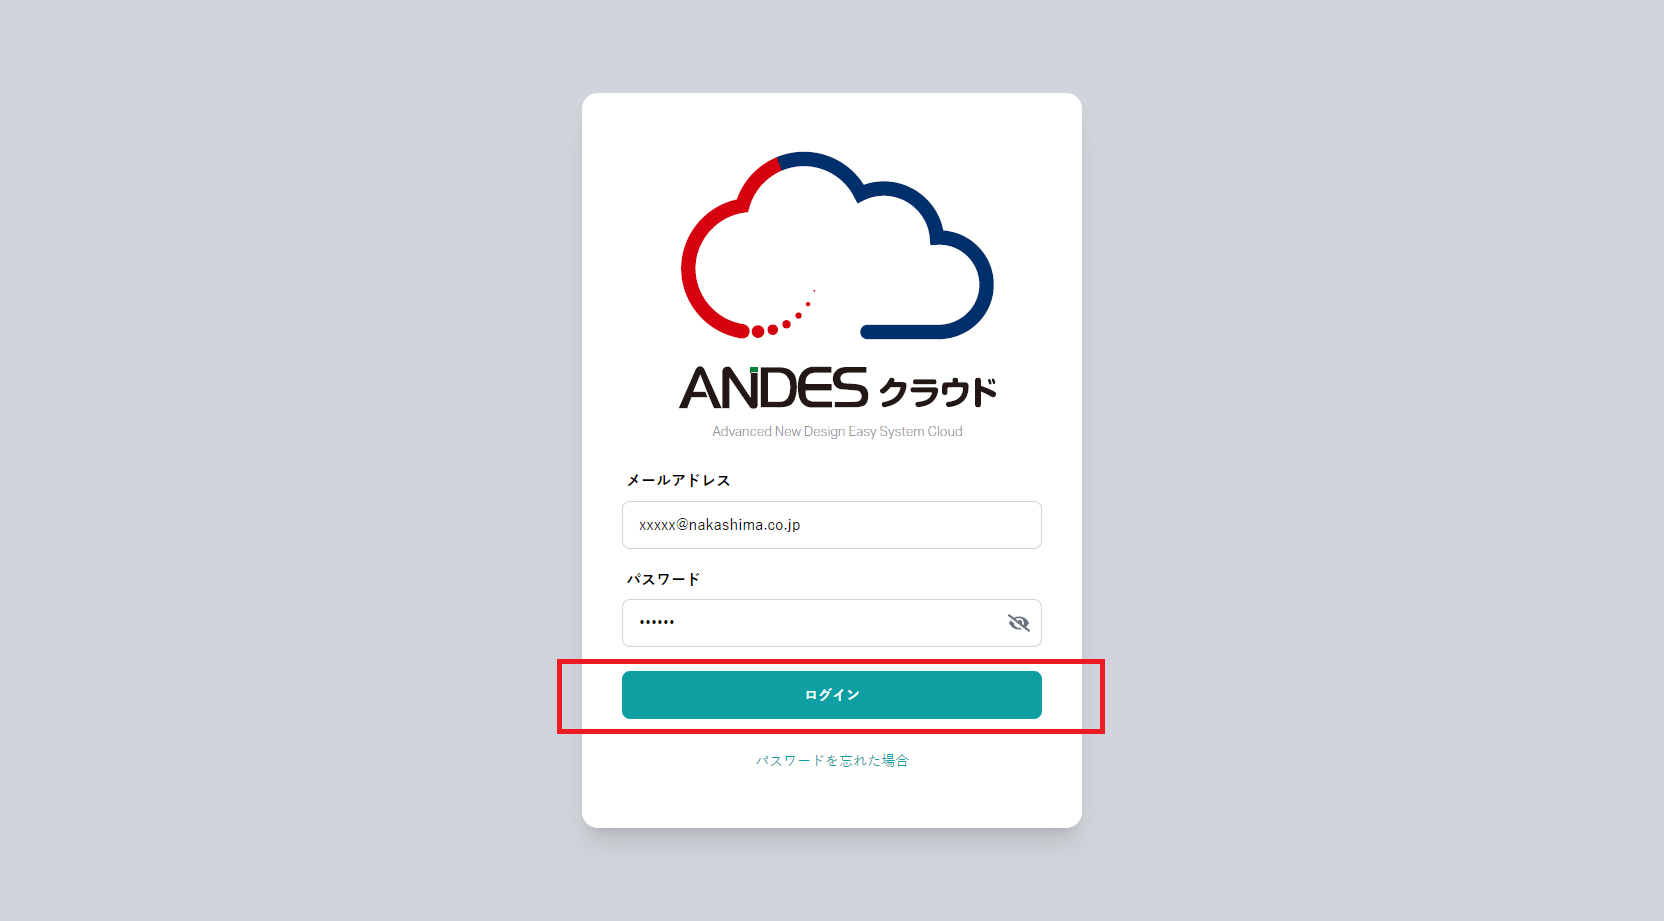 ANDES クラウド
Advanced New Design Easy System Cloud
メールアドレス
xxxxx@nakashima.co.jp
パスワード
••••••
ログイン
パスワードを忘れた場合